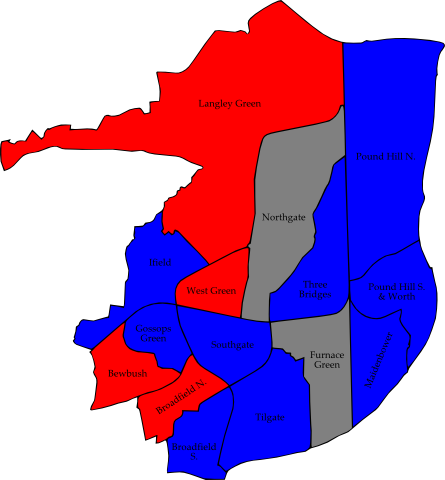 Langley Green
Pound Hill N.
Northgate
Ifield
West Green
Three
Bridges
Pound Hill S
& Worth
Gossops
Green
Southgate
Furnace
Green
Maidenbower
Bewbush
Broadfield N.
Tilgate
Broadfield
S.